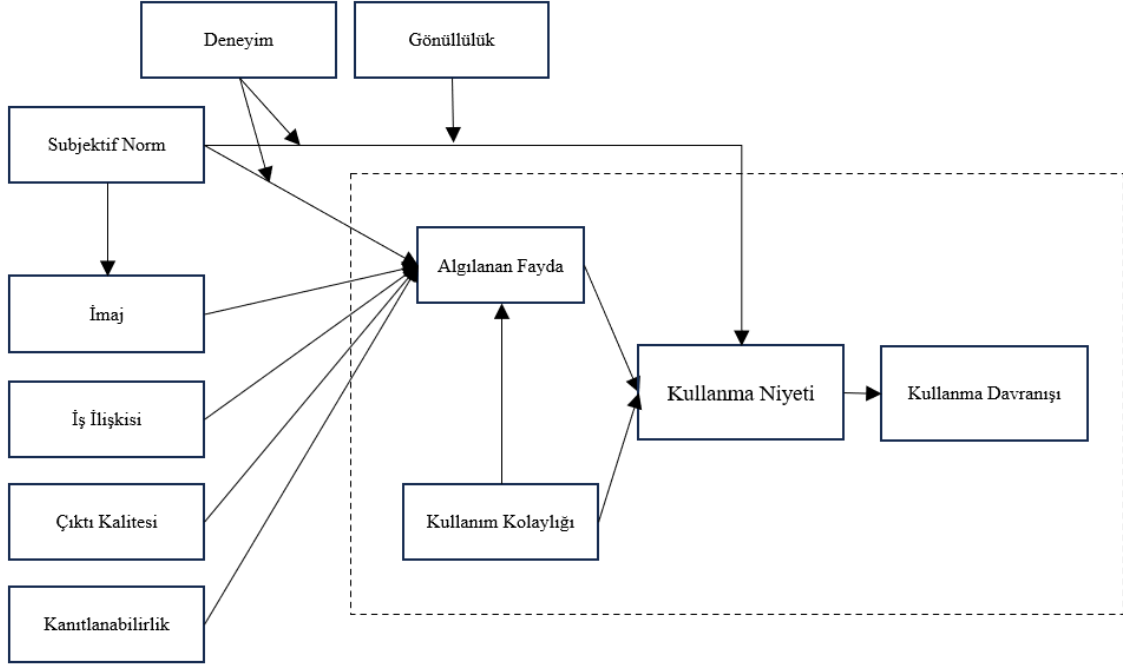 Deneyim
Gönüllülük
Subjektif Norm
Algılanan Fayda
İmaj
Kullanma Niyeti
Kullanma Davranışı
İş İlişkisi
Çıktı Kalitesi
Kullanım Kolaylığı
Kanıtlanabilirlik